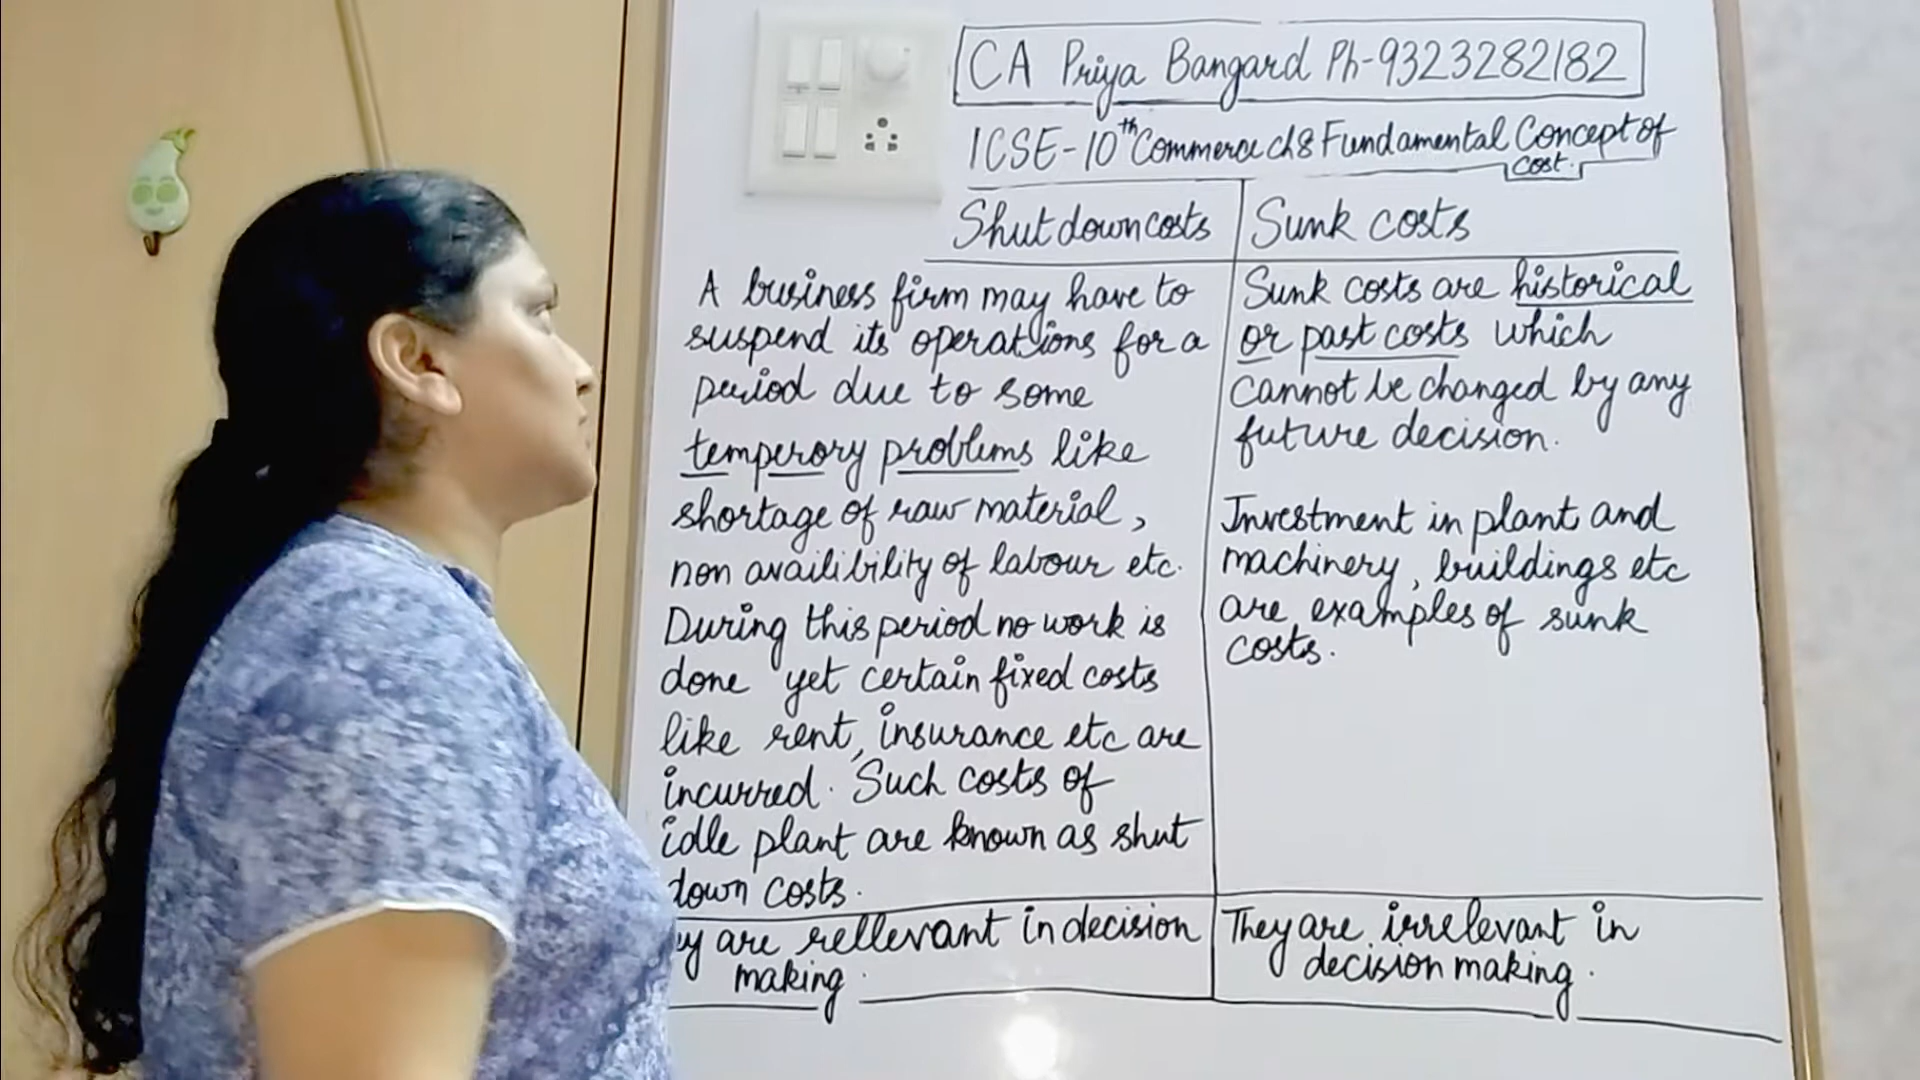 CA Priya Bangard Ph-9323282182
ICSE-10th Commerce ch8 Fundamental Concept of
Cost.
Shut down costs
A business firm may have to
suspend its operations for a
period due to some
temperory problems like
shortage of raw material,
non availibility of labour etc.
During this period no work is
done yet certain fixed costs
like rent, insurance etc are
incurred. Such costs of
idle plant are known as shut
down costs.
ey are rellevant in decision
making.
Sunk costs
Sunk costs are historical
or past costs which
cannot be changed by any
future decision.
Investment in plant and
machinery, buildings etc
are examples of sunk
costs.
They are irrelevant in
decision making.